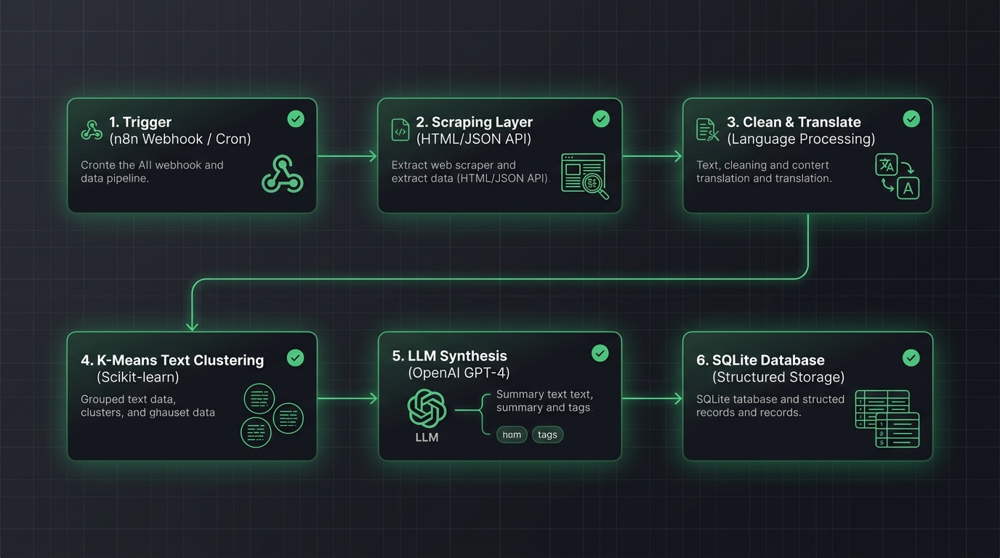 1. Trigger
(n8n Webhook / Cron)
Cronte the AII webhook and
data pipeline.
2. Scraping Layer
(HTML/JSON API)
Extract web scraper and
extract data (HTML/JSON API).
3. Clean & Translate
(Language Processing)
Text, cleaning and contert
translation and translation.
文A
A
4. K-Means Text Clustering
(Scikit-learn)
Grouped text data,
clusters, and ghauset data
5. LLM Synthesis
(OpenAI GPT-4)
LLM
Summary text text,
summary and tags.
ham
tags
6. SQLite Database
(Structured Storage)
SQLite tatabase and structed
records and records.